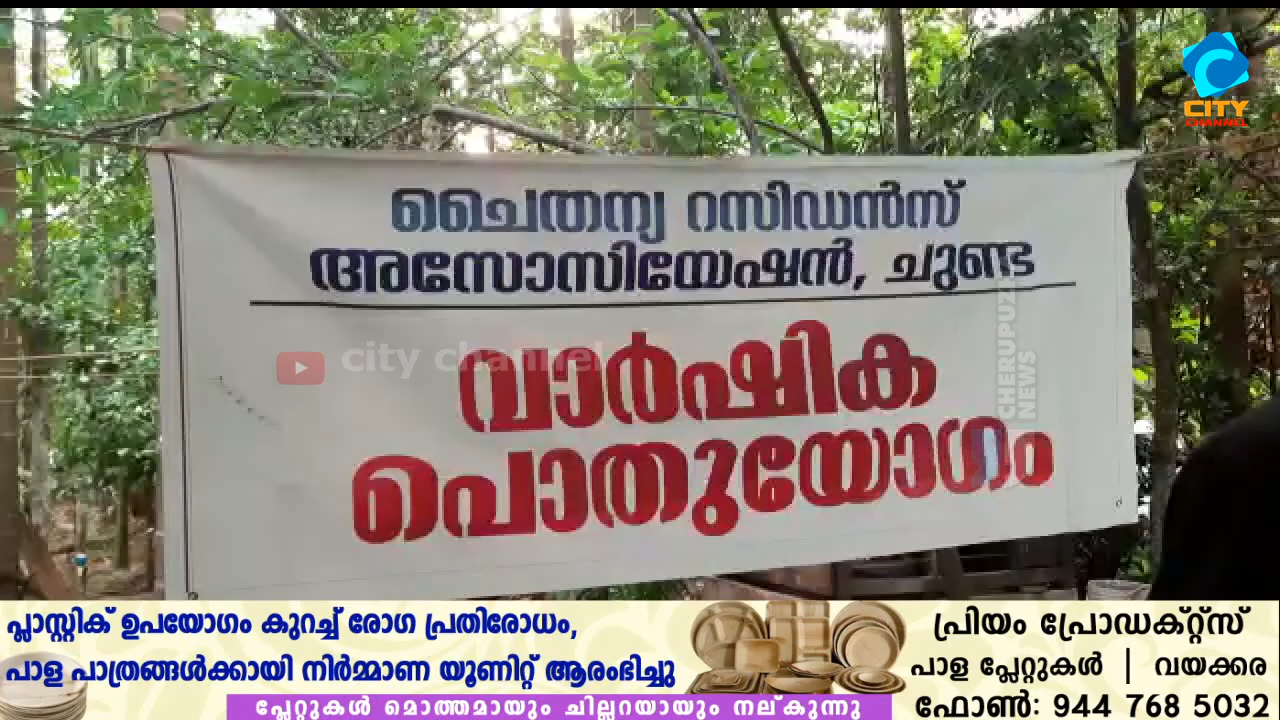 CITY
CHANNEL
ചൈതന്യ റസിഡൻസ്
അസോസിയേഷൻ, ചുണ്ട
city channel
വാർഷിക
പൊതുയോഗം
NEWS
പ്ലാസ്റ്റിക് ഉപയോഗം കുറച്ച് രോഗ പ്രതിരോധം,
പാള പാത്രങ്ങൾക്കായി നിർമ്മാണ യൂണിറ്റ് ആരംഭിച്ചു
പ്ലേറ്റുകൾ മൊത്തമായും ചില്ലറയായും നല്കുന്നു
പ്രിയം പ്രോഡക്റ്റ്സ്
പാള പ്ലേറ്റുകൾ | വയക്കര
ഫോൺ: 944 768 5032